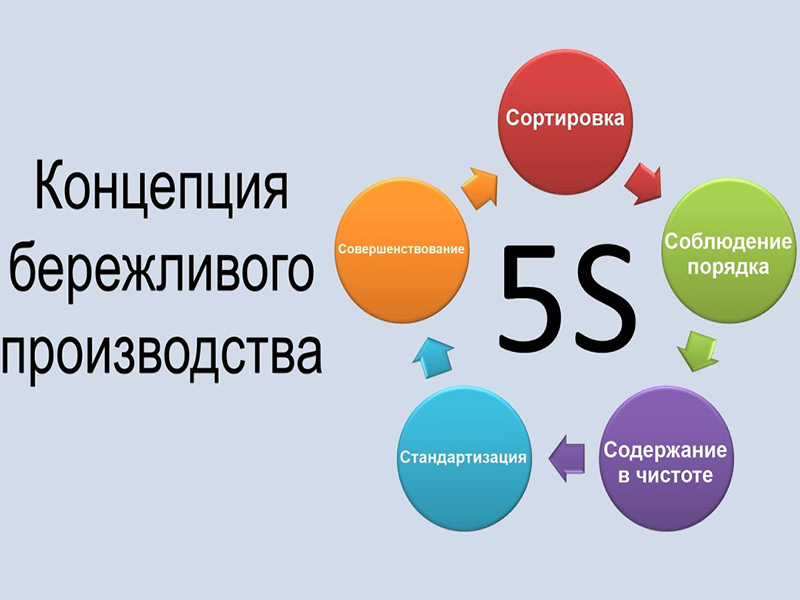 Концепция
бережливого
производства
Сортировка
Соблюдение
порядка
Содержание
в чистоте
Стандартизация
Совершенствование
5S